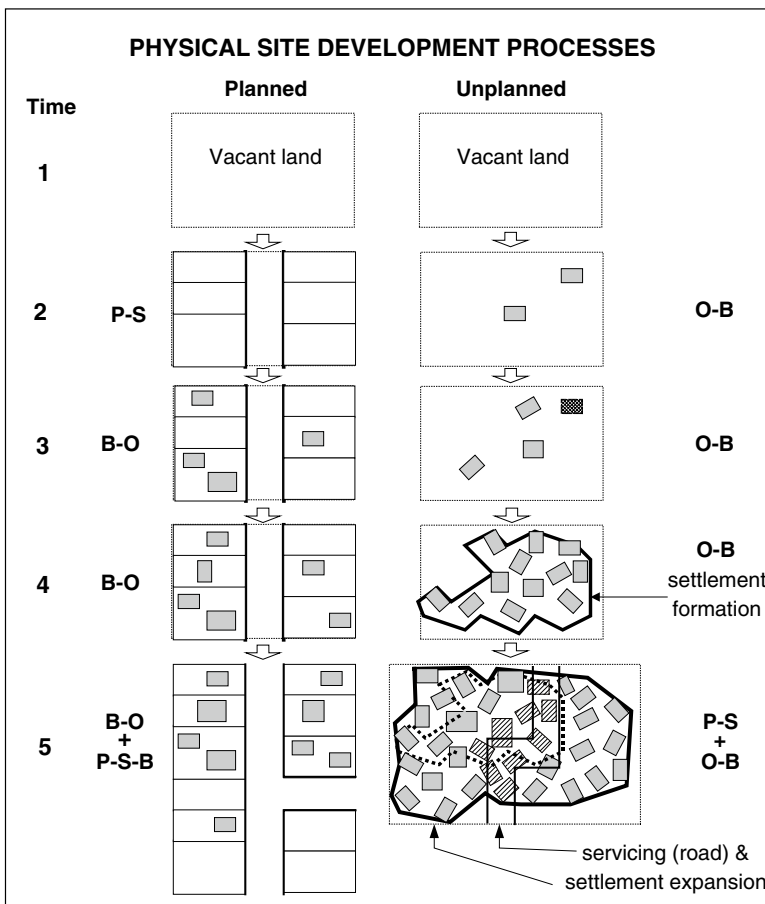 PHYSICAL SITE DEVELOPMENT PROCESSES
Planned Unplanned
Time
1 Vacant land Vacant land
2 P-S O-B
3 B-O O-B
4 B-O O-B
settlement
formation
5 B-O
+
P-S-B
P-S
+
O-B
servicing (road) &
settlement expansion